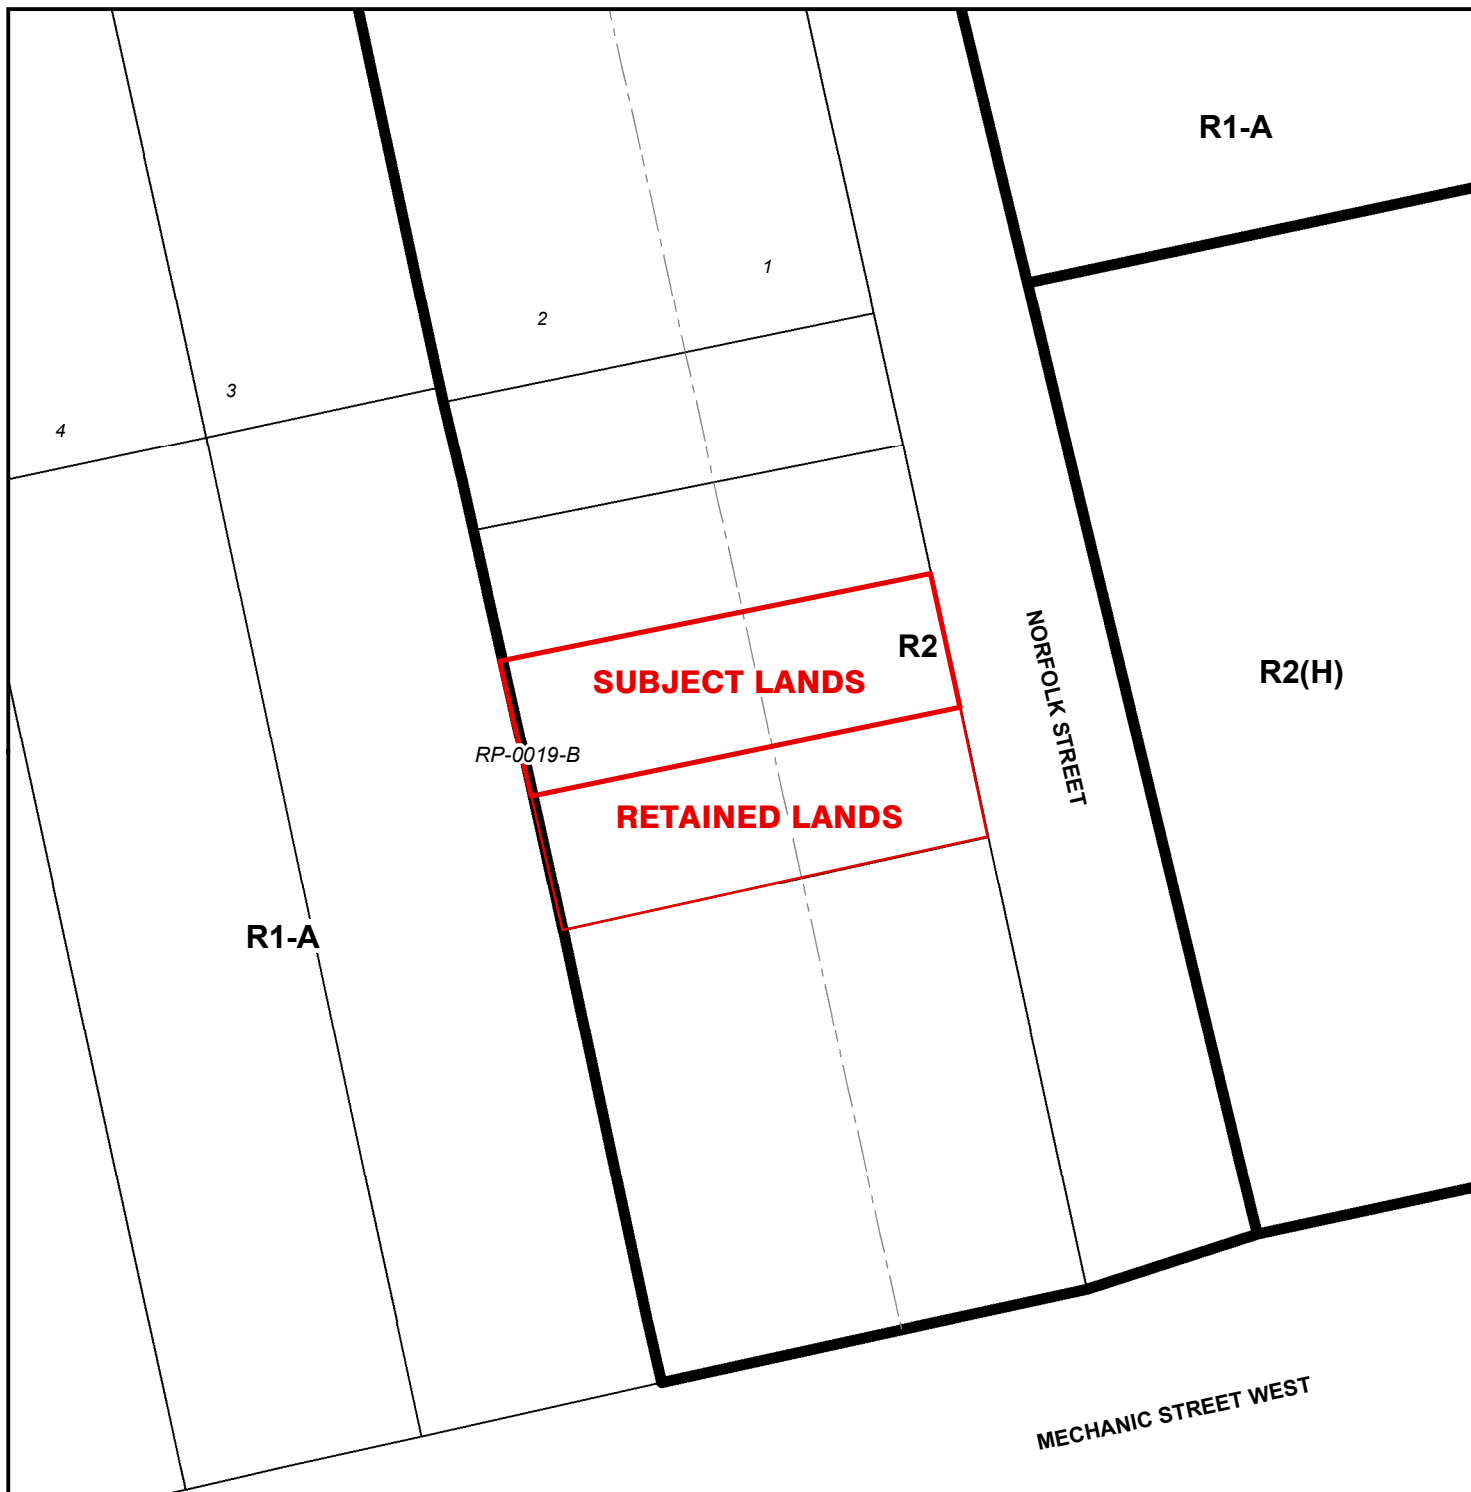 R1-A
1
2
3
4
R2
NORFOLK STREET
R2(H)
SUBJECT LANDS
RP-0019-B
RETAINED LANDS
R1-A
MECHANIC STREET WEST